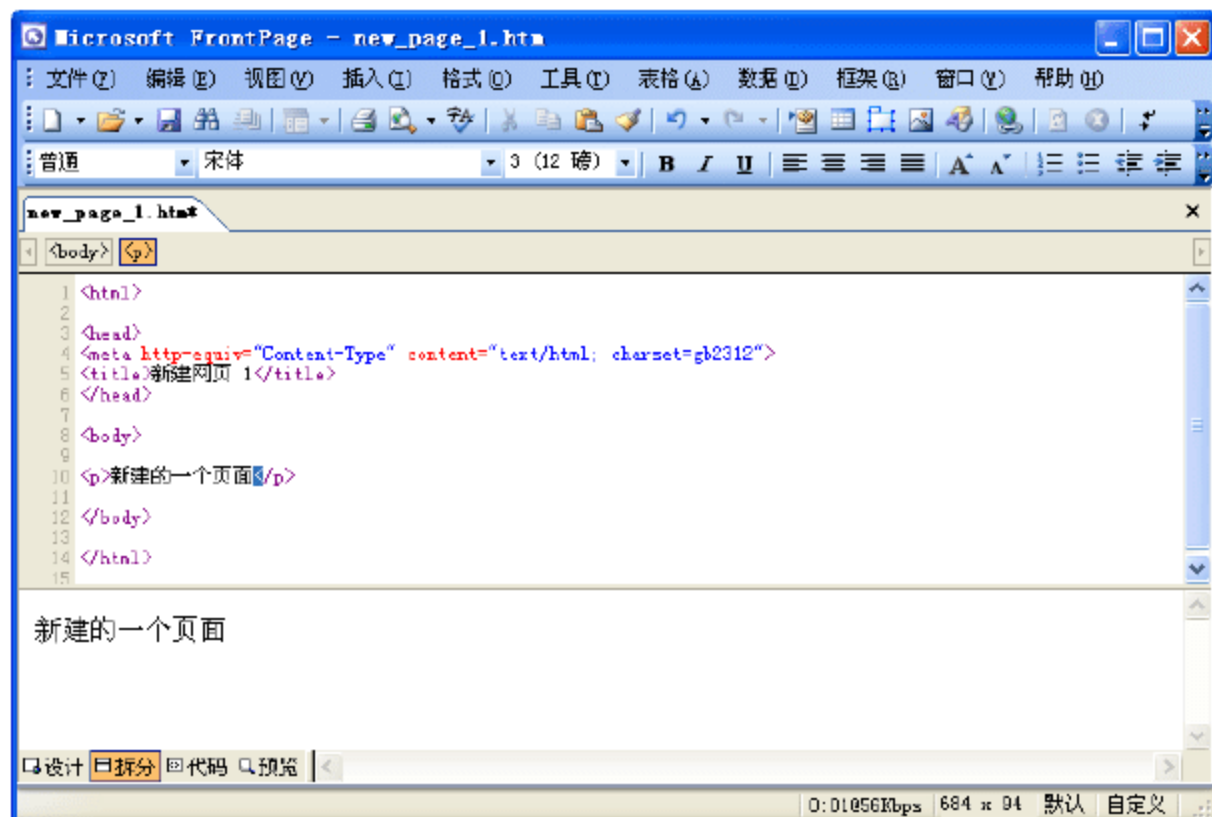 Microsoft FrontPage - new_page_1.htm
文件(F) 编辑(E) 视图(V) 插入(I) 格式(O) 工具(T) 表格(A) 数据(D) 框架(R) 窗口(W) 帮助(H)
普通 宋体 3 (12 磅) B I U A A
new_page_1.htm*
<body> <p>
1 <html>
2
3 <head>
4 <meta http-equiv="Content-Type" content="text/html; charset=gb2312">
5 <title>新建网页 1</title>
6 </head>
7
8 <body>
9
10 <p>新建的一个页面</p>
11
12 </body>
13
14 </html>
15
新建的一个页面
设计 拆分 代码 预览
0:01@56Kbps 684 x 94 默认 自定义